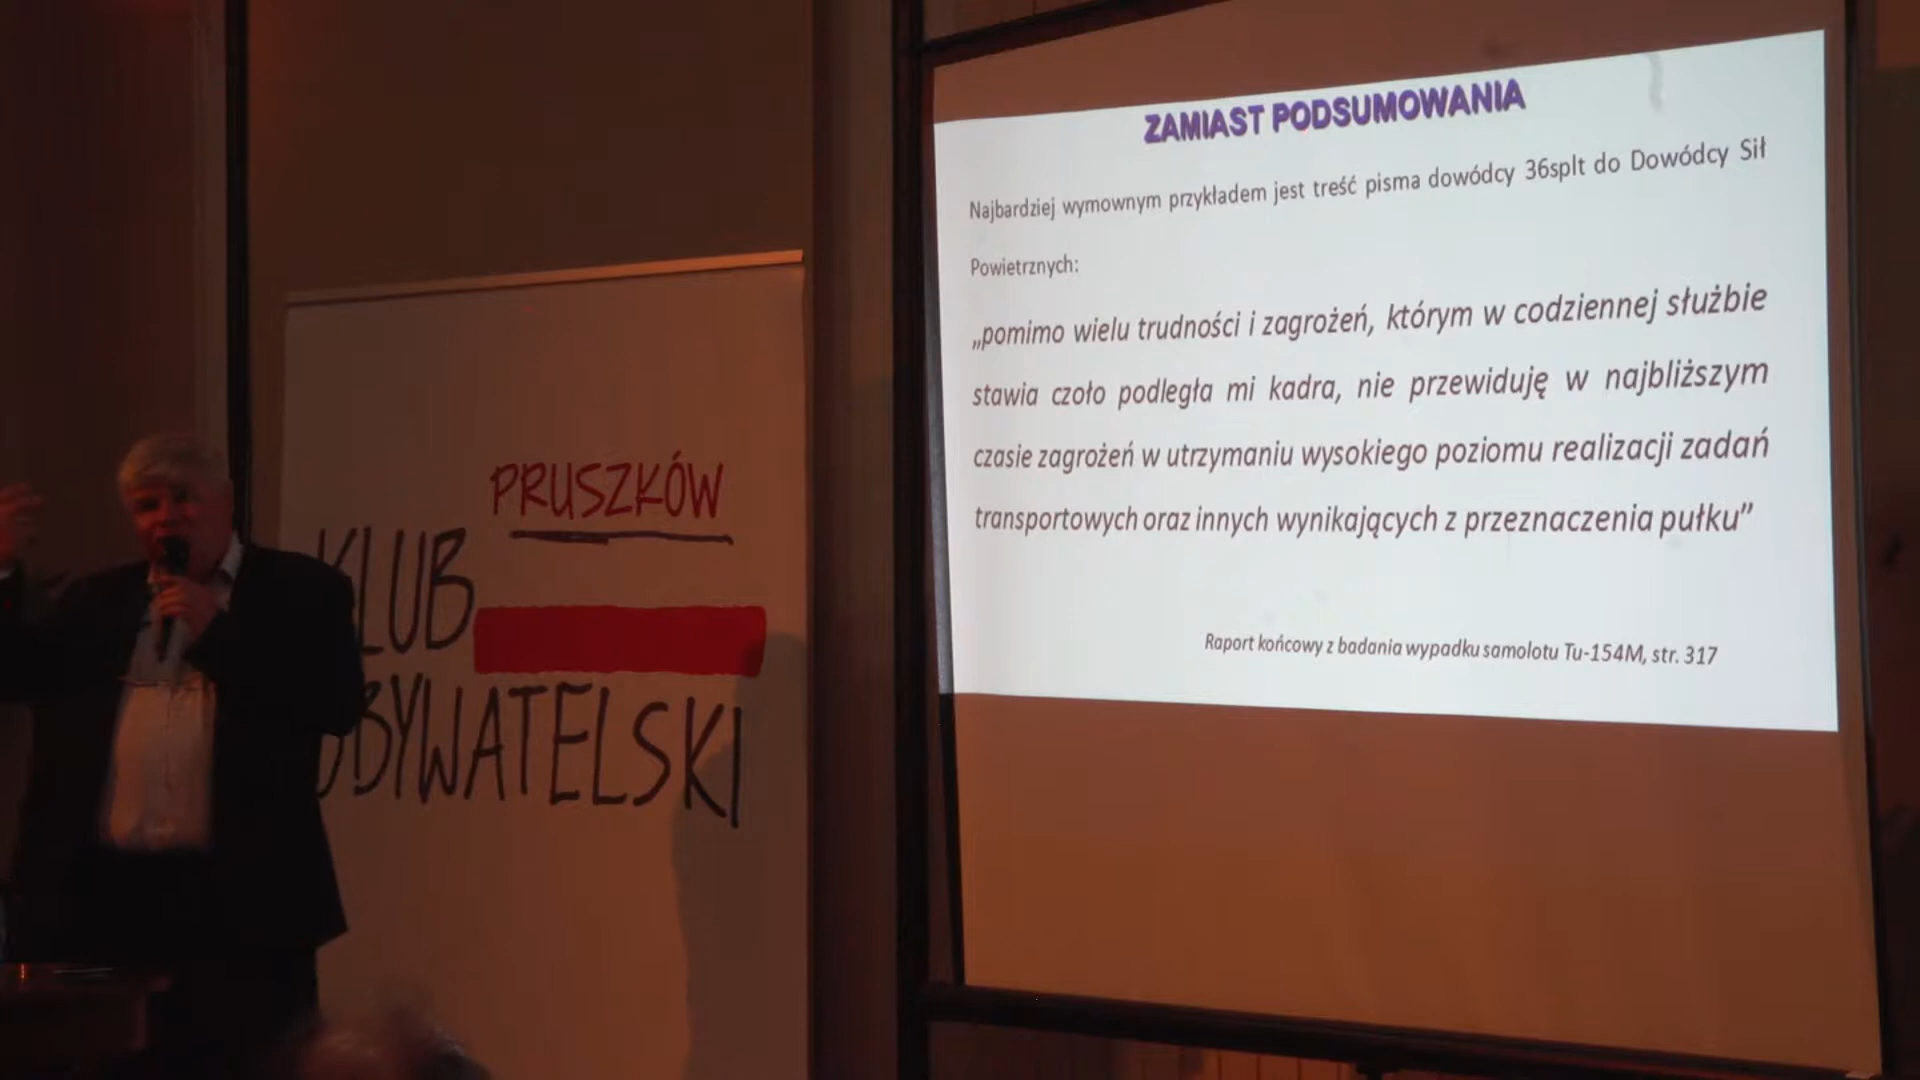 PRUSZKÓW
KLUB
OBYWATELSKI
ZAMIAST PODSUMOWANIA
Najbardziej wymownym przykładem jest treść pisma dowódcy 36splt do Dowódcy Sił
Powietrznych:
„pomimo wielu trudności i zagrożeń, którym w codziennej służbie
stawia czoło podległa mi kadra, nie przewiduję w najbliższym
czasie zagrożeń w utrzymaniu wysokiego poziomu realizacji zadań
transportowych oraz innych wynikających z przeznaczenia pułku”
Raport końcowy z badania wypadku samolotu Tu-154M, str. 317